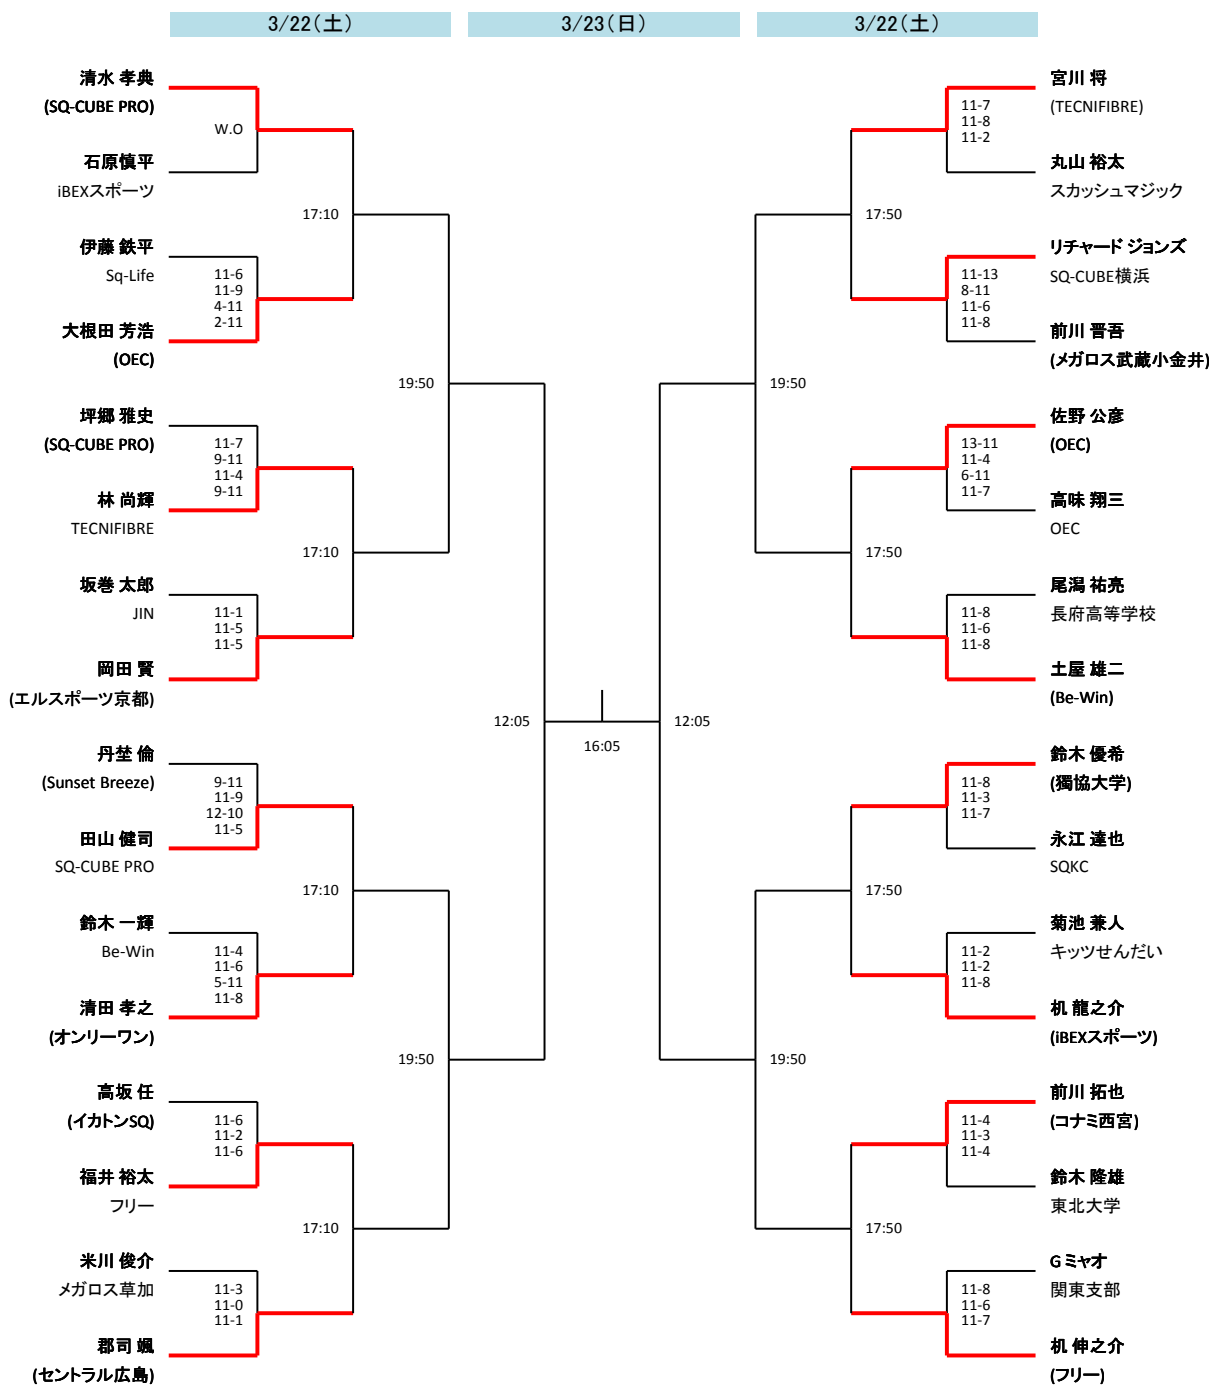 3/22(土)
3/23(日)
3/22(土)
清水 孝典
(SQ-CUBE PRO)
W.O
石原慎平
iBEXスポーツ
17:10
伊藤 鉄平
Sq-Life
11-6
11-9
4-11
2-11
大根田 芳浩
(OEC)
19:50
坪郷 雅史
(SQ-CUBE PRO)
11-7
9-11
11-4
9-11
林 尚輝
TECNIFIBRE
17:10
坂巻 太郎
JIN
11-1
11-5
11-5
岡田 賢
(エルスポーツ京都)
12:05
丹埜 倫
(Sunset Breeze)
9-11
11-9
12-10
11-5
田山 健司
SQ-CUBE PRO
17:10
鈴木 一輝
Be-Win
11-4
11-6
5-11
11-8
清田 孝之
(オンリーワン)
19:50
高坂 任
(イカトンSQ)
11-6
11-2
11-6
福井 裕太
フリー
17:10
米川 俊介
メガロス草加
11-3
11-0
11-1
郡司 颯
(セントラル広島)
16:05
宮川 将
(TECNIFIBRE)
11-7
11-8
11-2
丸山 裕太
スカッシュマジック
17:50
リチャード ジョンズ
SQ-CUBE横浜
11-13
8-11
11-6
11-8
前川 晋吾
(メガロス武蔵小金井)
19:50
佐野 公彦
(OEC)
13-11
11-4
6-11
11-7
高味 翔三
OEC
17:50
尾潟 祐亮
長府高等学校
11-8
11-6
11-8
土屋 雄二
(Be-Win)
12:05
鈴木 優希
(獨協大学)
11-8
11-3
11-7
永江 達也
SQKC
17:50
菊池 兼人
キッツせんだい
11-2
11-2
11-8
机 龍之介
(iBEXスポーツ)
19:50
前川 拓也
(コナミ西宮)
11-4
11-3
11-4
鈴木 隆雄
東北大学
17:50
G ミャオ
関東支部
11-8
11-6
11-7
机 伸之介
(フリー)